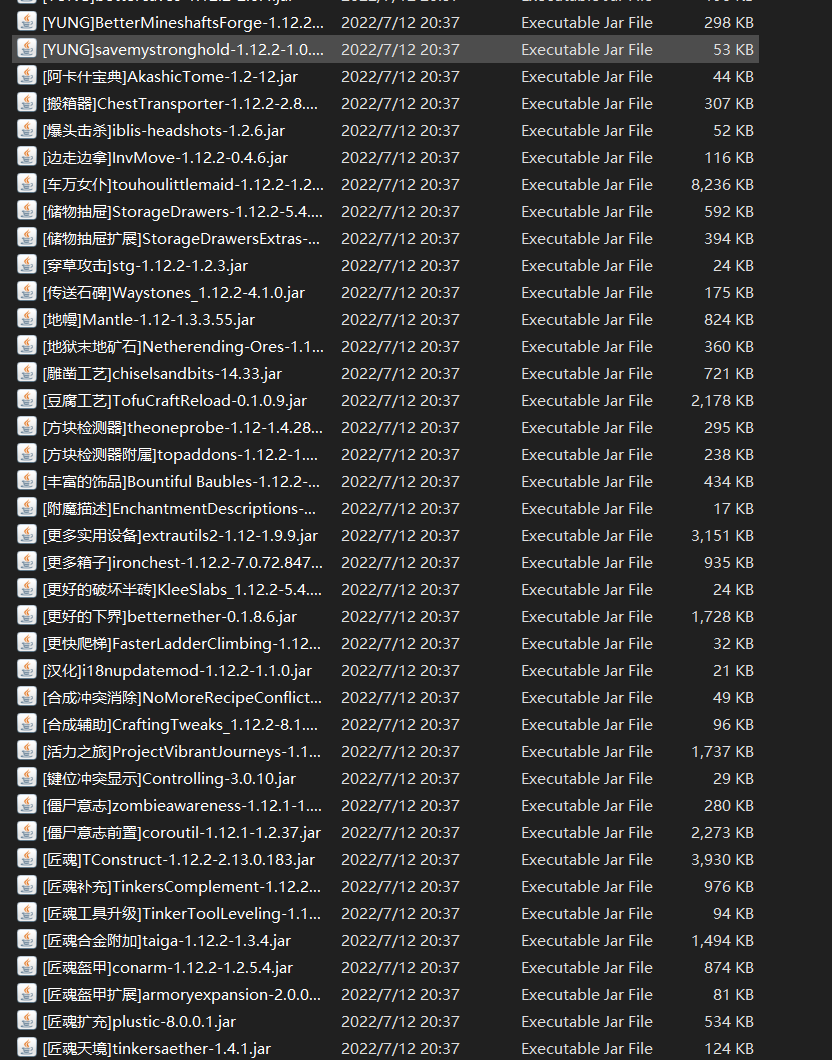 [YUNG]BetterMineshaftsForge-1.12.2... 2022/7/12 20:37 Executable Jar File 298 KB
[YUNG]savemystronghold-1.12.2-1.0.... 2022/7/12 20:37 Executable Jar File 53 KB
[阿卡什宝典]AkashicTome-1.2-12.jar 2022/7/12 20:37 Executable Jar File 44 KB
[搬箱器]ChestTransporter-1.12.2-2.8.... 2022/7/12 20:37 Executable Jar File 307 KB
[爆头击杀]iblis-headshots-1.2.6.jar 2022/7/12 20:37 Executable Jar File 52 KB
[边走边拿]InvMove-1.12.2-0.4.6.jar 2022/7/12 20:37 Executable Jar File 116 KB
[车万女仆]touhoulittlemaid-1.12.2-1.2... 2022/7/12 20:37 Executable Jar File 8,236 KB
[储物抽屉]StorageDrawers-1.12.2-5.4.... 2022/7/12 20:37 Executable Jar File 592 KB
[储物抽屉扩展]StorageDrawersExtras-... 2022/7/12 20:37 Executable Jar File 394 KB
[穿草攻击]stg-1.12.2-1.2.3.jar 2022/7/12 20:37 Executable Jar File 24 KB
[传送石碑]Waystones_1.12.2-4.1.0.jar 2022/7/12 20:37 Executable Jar File 175 KB
[地幔]Mantle-1.12-1.3.3.55.jar 2022/7/12 20:37 Executable Jar File 824 KB
[地狱末地矿石]Netherending-Ores-1.1... 2022/7/12 20:37 Executable Jar File 360 KB
[雕凿工艺]chiselsandbits-14.33.jar 2022/7/12 20:37 Executable Jar File 721 KB
[豆腐工艺]TofuCraftReload-0.1.0.9.jar 2022/7/12 20:37 Executable Jar File 2,178 KB
[方块检测器]theoneprobe-1.12-1.4.28... 2022/7/12 20:37 Executable Jar File 295 KB
[方块检测器附属]topaddons-1.12.2-1.... 2022/7/12 20:37 Executable Jar File 238 KB
[丰富的饰品]Bountiful Baubles-1.12.2-... 2022/7/12 20:37 Executable Jar File 434 KB
[附魔描述]EnchantmentDescriptions-... 2022/7/12 20:37 Executable Jar File 17 KB
[更多实用设备]extrautils2-1.12-1.9.9.jar 2022/7/12 20:37 Executable Jar File 3,151 KB
[更多箱子]ironchest-1.12.2-7.0.72.847... 2022/7/12 20:37 Executable Jar File 935 KB
[更好的破坏半砖]KleeSlabs_1.12.2-5.4.... 2022/7/12 20:37 Executable Jar File 24 KB
[更好的下界]betternether-0.1.8.6.jar 2022/7/12 20:37 Executable Jar File 1,728 KB
[更快爬梯]FasterLadderClimbing-1.12... 2022/7/12 20:37 Executable Jar File 32 KB
[汉化]i18nupdatemod-1.12.2-1.1.0.jar 2022/7/12 20:37 Executable Jar File 21 KB
[合成冲突消除]NoMoreRecipeConflict... 2022/7/12 20:37 Executable Jar File 49 KB
[合成辅助]CraftingTweaks_1.12.2-8.1.... 2022/7/12 20:37 Executable Jar File 96 KB
[活力之旅]ProjectVibrantJourneys-1.1... 2022/7/12 20:37 Executable Jar File 1,737 KB
[键位冲突显示]Controlling-3.0.10.jar 2022/7/12 20:37 Executable Jar File 29 KB
[僵尸意志]zombieawareness-1.12.1-1.... 2022/7/12 20:37 Executable Jar File 280 KB
[僵尸意志前置]coroutil-1.12.1-1.2.37.jar 2022/7/12 20:37 Executable Jar File 2,273 KB
[匠魂]TConstruct-1.12.2-2.13.0.183.jar 2022/7/12 20:37 Executable Jar File 3,930 KB
[匠魂补充]TinkersComplement-1.12.2... 2022/7/12 20:37 Executable Jar File 976 KB
[匠魂工具升级]TinkerToolLeveling-1.1... 2022/7/12 20:37 Executable Jar File 94 KB
[匠魂合金附加]taiga-1.12.2-1.3.4.jar 2022/7/12 20:37 Executable Jar File 1,494 KB
[匠魂盔甲]conarm-1.12.2-1.2.5.4.jar 2022/7/12 20:37 Executable Jar File 874 KB
[匠魂盔甲扩展]armoryexpansion-2.0.0... 2022/7/12 20:37 Executable Jar File 81 KB
[匠魂扩充]plustic-8.0.0.1.jar 2022/7/12 20:37 Executable Jar File 534 KB
[匠魂天境]tinkersaether-1.4.1.jar 2022/7/12 20:37 Executable Jar File 124 KB